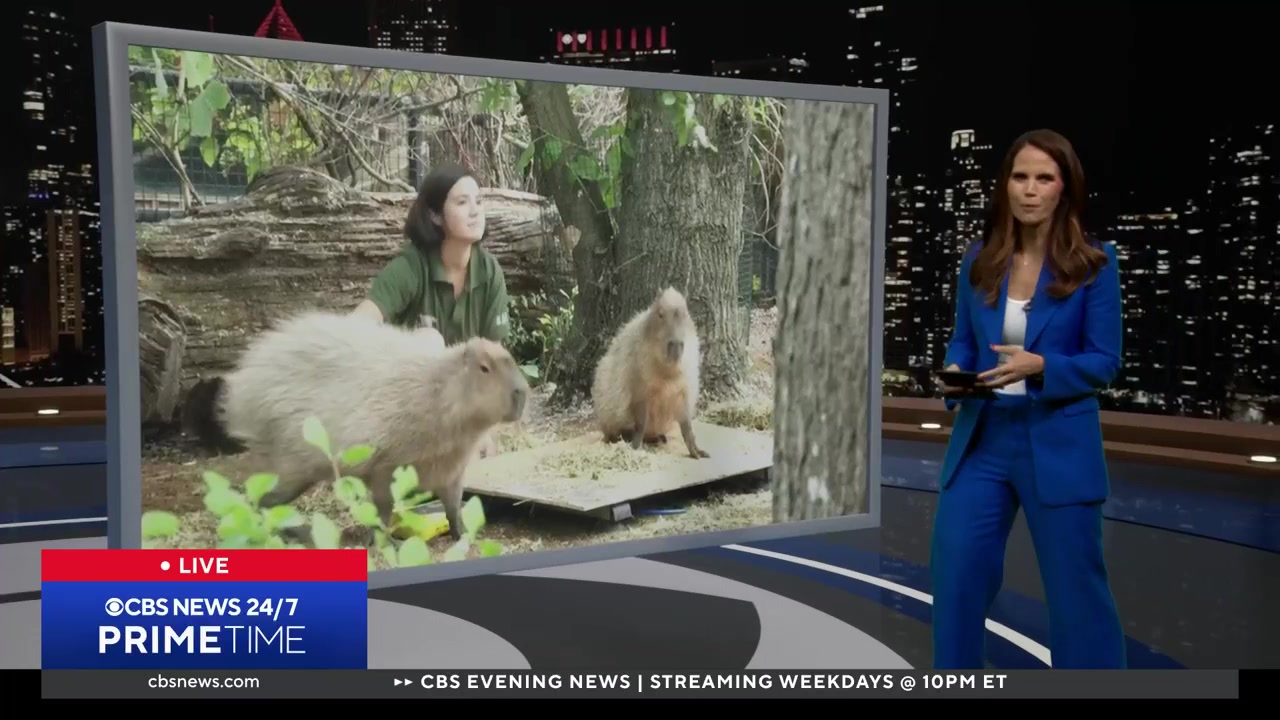 • LIVE
CBS NEWS 24/7
PRIMETIME
cbsnews.com
CBS EVENING NEWS | STREAMING WEEKDAYS @ 10PM ET